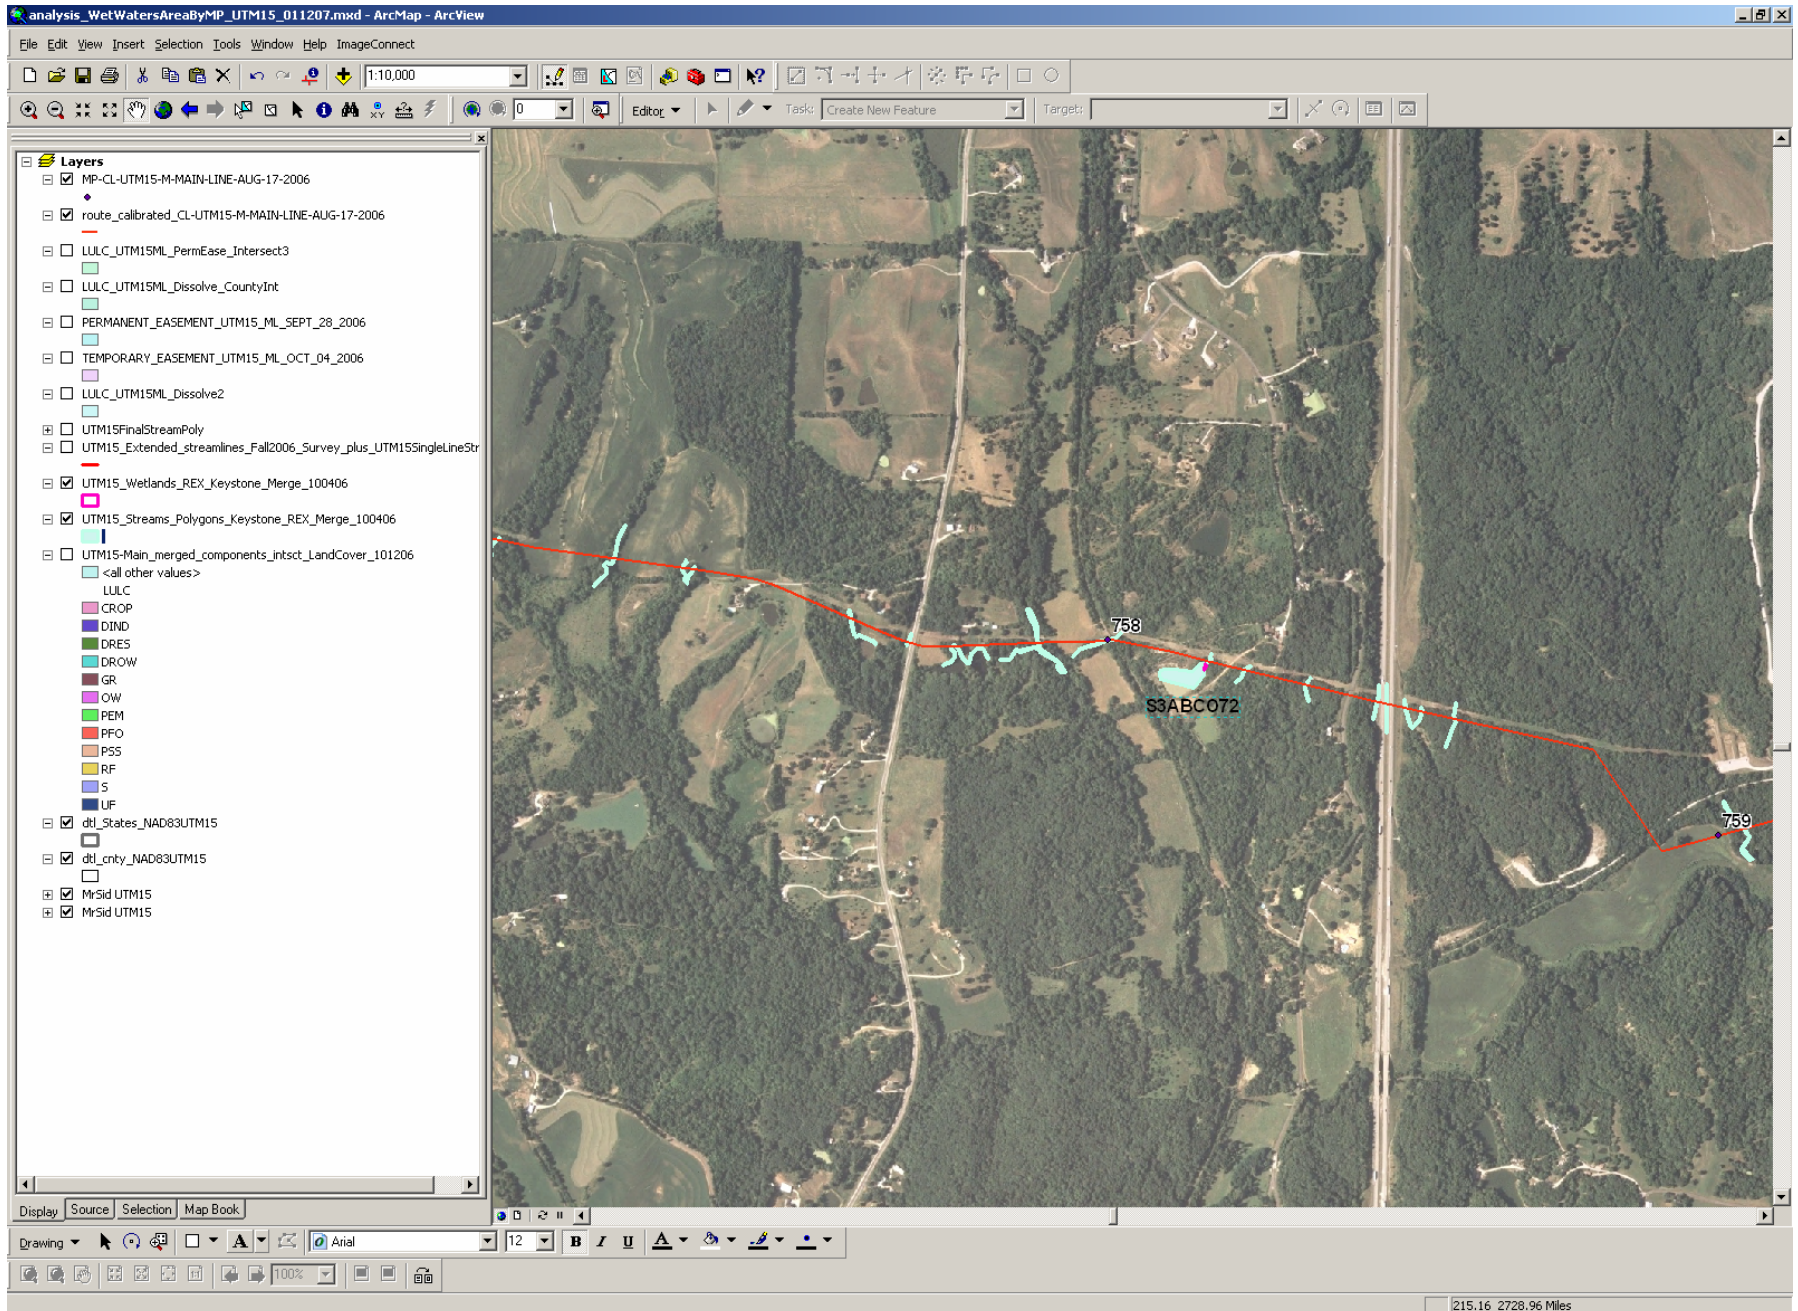 analysis_WetWatersAreaByMP_UTM15_011207.mxd - ArcMap - ArcView
File Edit View Insert Selection Tools Window Help ImageConnect
1:10,000
0
Editor
Task:
Create New Feature
Target:
Layers
MP-CL-UTM15-M-MAIN-LINE-AUG-17-2006
route_calibrated_CL-UTM15-M-MAIN-LINE-AUG-17-2006
LULC_UTM15ML_PermEase_Intersect3
LULC_UTM15ML_Dissolve_CountyInt
PERMANENT_EASEMENT_UTM15_ML_SEPT_28_2006
TEMPORARY_EASEMENT_UTM15_ML_OCT_04_2006
LULC_UTM15ML_Dissolve2
UTM15FinalStreamPoly
UTM15_Extended_streamlines_Fall2006_Survey_plus_UTM15SingleLineStr
UTM15_Wetlands_REX_Keystone_Merge_100406
UTM15_Streams_Polygons_Keystone_REX_Merge_100406
UTM15-Main_merged_components_intsct_LandCover_101206
<all other values>
LULC
CROP
DIND
DRES
DROW
GR
OW
PEM
PFO
PSS
RF
S
UF
dtl_States_NAD83UTM15
dtl_cnty_NAD83UTM15
MrSid UTM15
MrSid UTM15
758
S3ABC072
759
Display Source Selection Map Book
Drawing
A
Arial
12
B I U A
100%
215.16 2728.96 Miles